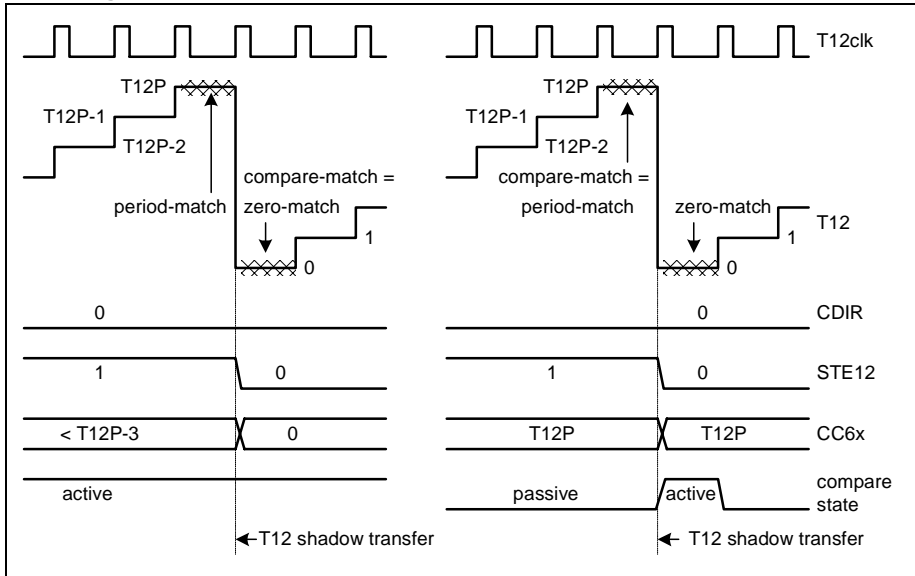 T12clk
T12P
T12P
T12P-1
T12P-1
T12P-2
T12P-2
compare-match =
compare-match =
period-match
zero-match
period-match
zero-match
T12
1
1
0
0
0
0
CDIR
1
0
1
0
STE12
< T12P-3
0
T12P
T12P
CC6x
active
passive
active
compare
state
T12 shadow transfer
T12 shadow transfer